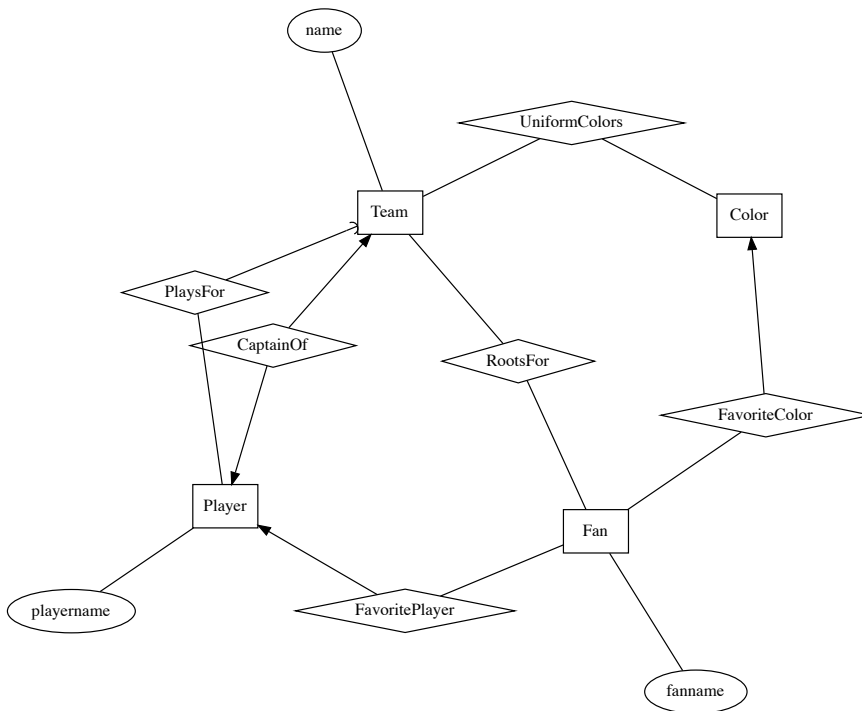 name
UniformColors
Team
Color
PlaysFor
CaptainOf
RootsFor
FavoriteColor
Player
Fan
playername
FavoritePlayer
fanname